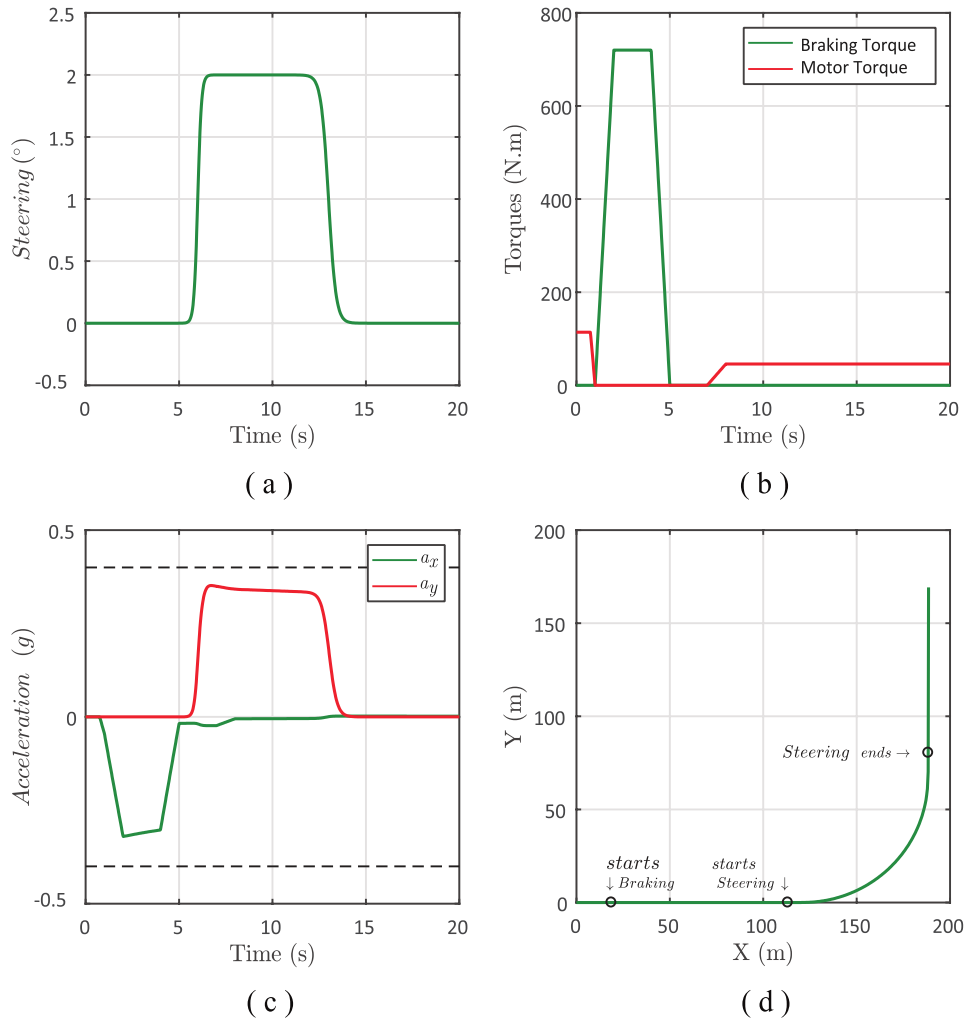 2.5
2
1.5
1
0.5
0
-0.5
Steering (°)
0 5 10 15 20
Time (s)
( a )
800
600
400
200
0
Torques (N.m)
Braking Torque
Motor Torque
0 5 10 15 20
Time (s)
( b )
0.5
0
-0.5
Acceleration (g)
a_x
a_y
0 5 10 15 20
Time (s)
( c )
200
150
100
50
0
Y (m)
Steering ends →
starts starts
↓ Braking Steering ↓
0 50 100 150 200
X (m)
( d )